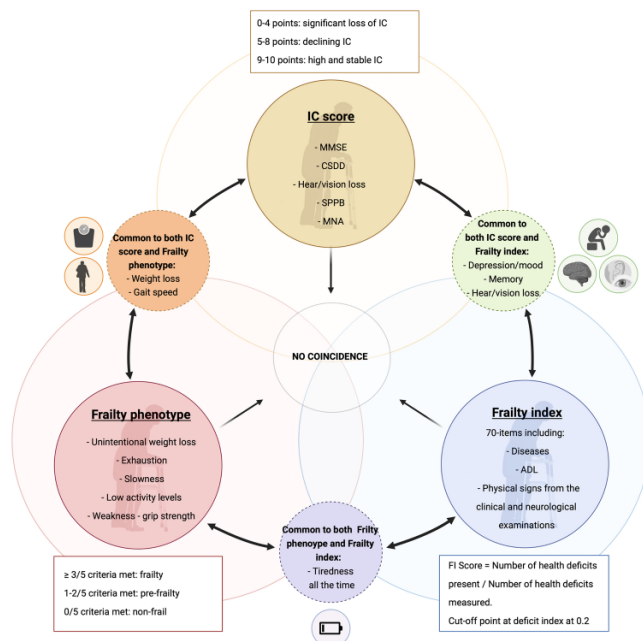 0-4 points: significant loss of IC
5-8 points: declining IC
9-10 points: high and stable IC
IC score
- MMSE
- CSDD
- Hear/vision loss
- SPPB
- MNA
Common to both IC
score and Frailty
phenotype:
- Weight loss
- Gait speed
Common to
both IC score and
Frailty index:
- Depression/mood
- Memory
- Hear/vision loss
NO COINCIDENCE
Frailty phenotype
- Unintentional weight loss
- Exhaustion
- Slowness
- Low activity levels
- Weakness - grip strength
Frailty index
70-items including:
- Diseases
- ADL
- Physical signs from the
clinical and neurological
examinations
Common to both Frilty
phenoype and Frailty
index:
- Tiredness
all the time
≥ 3/5 criteria met: frailty
1-2/5 criteria met: pre-frailty
0/5 criteria met: non-frail
FI Score = Number of health deficits
present / Number of health deficits
measured.
Cut-off point at deficit index at 0.2